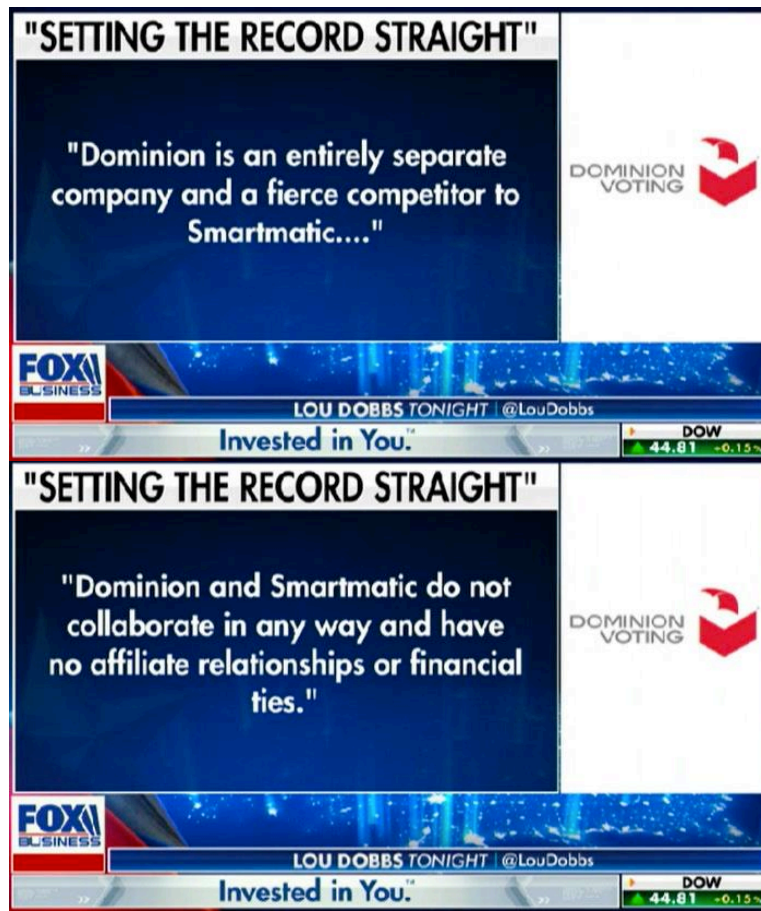 "SETTING THE RECORD STRAIGHT"
"Dominion is an entirely separate
company and a fierce competitor to
Smartmatic...."
DOMINION
VOTING
FOX
BUSINESS
LOU DOBBS TONIGHT | @LouDobbs
Invested in You.™
DOW
44.81 -0.15%
"SETTING THE RECORD STRAIGHT"
"Dominion and Smartmatic do not
collaborate in any way and have
no affiliate relationships or financial
ties."
DOMINION
VOTING
FOX
BUSINESS
LOU DOBBS TONIGHT | @LouDobbs
Invested in You.™
DOW
44.81 -0.15%